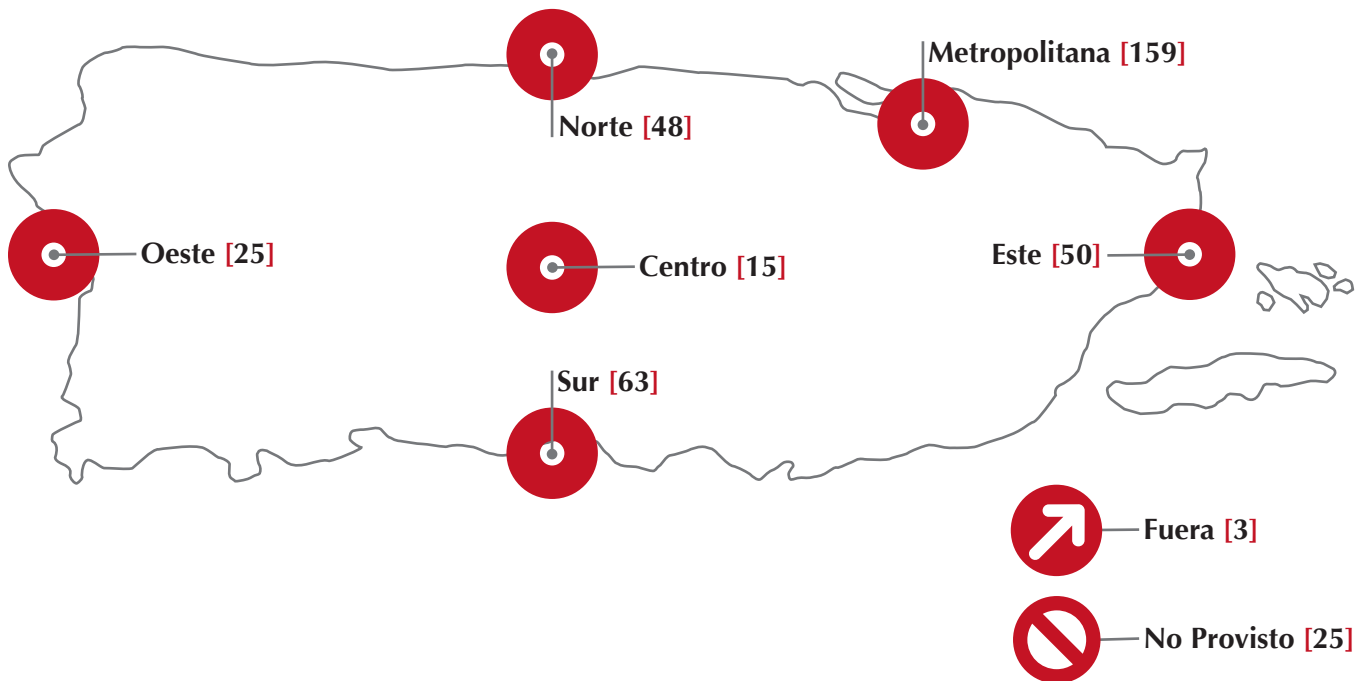 Metropolitana [159]
Norte [48]
Oeste [25]
Centro [15]
Este [50]
Sur [63]
Fuera [3]
No Provisto [25]